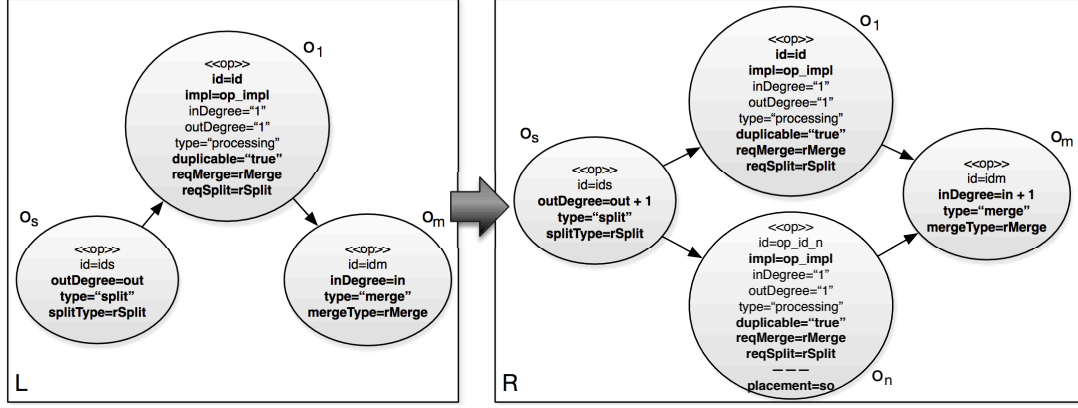 O1
<<op>>
id=id
impl=op_impl
inDegree="1"
outDegree="1"
type="processing"
duplicable="true"
reqMerge=rMerge
reqSplit=rSplit
Os
<<op>>
id=ids
outDegree=out
type="split"
splitType=rSplit
Om
<<op>>
id=idm
inDegree=in
type="merge"
mergeType=rMerge
L
O1
<<op>>
id=id
impl=op_impl
inDegree="1"
outDegree="1"
type="processing"
duplicable="true"
reqMerge=rMerge
reqSplit=rSplit
Os
<<op>>
id=ids
outDegree=out + 1
type="split"
splitType=rSplit
Om
<<op>>
id=idm
inDegree=in + 1
type="merge"
mergeType=rMerge
<<op>>
id=op_id_n
impl=op_impl
inDegree="1"
outDegree="1"
type="processing"
duplicable="true"
reqMerge=rMerge
reqSplit=rSplit
———
placement=so
On
R